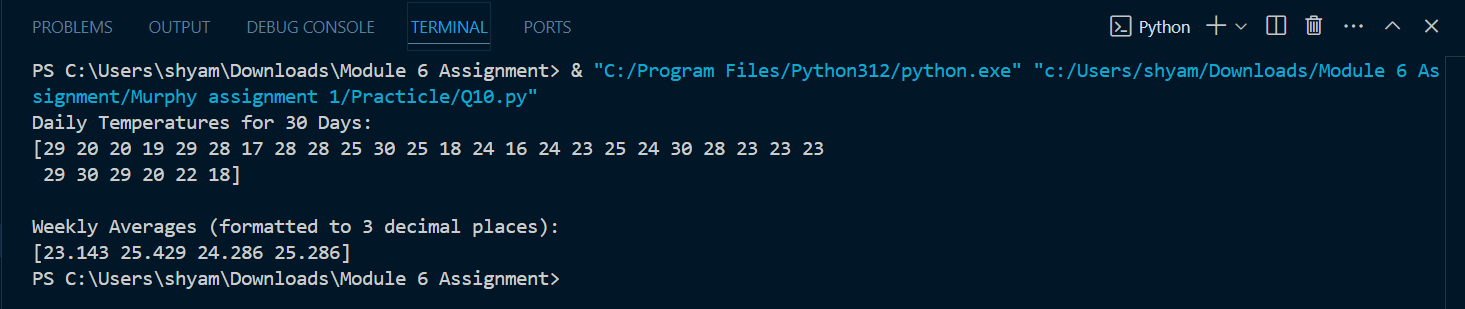 PROBLEMS OUTPUT DEBUG CONSOLE TERMINAL PORTS Python
PS C:\Users\shyam\Downloads\Module 6 Assignment> & "C:/Program Files/Python312/python.exe" "c:/Users/shyam/Downloads/Module 6 As
signment/Murphy assignment 1/Practicle/Q10.py"
Daily Temperatures for 30 Days:
[29 20 20 19 29 28 17 28 28 25 30 25 18 24 16 24 23 25 24 30 28 23 23 23
 29 30 29 20 22 18]
Weekly Averages (formatted to 3 decimal places):
[23.143 25.429 24.286 25.286]
PS C:\Users\shyam\Downloads\Module 6 Assignment>